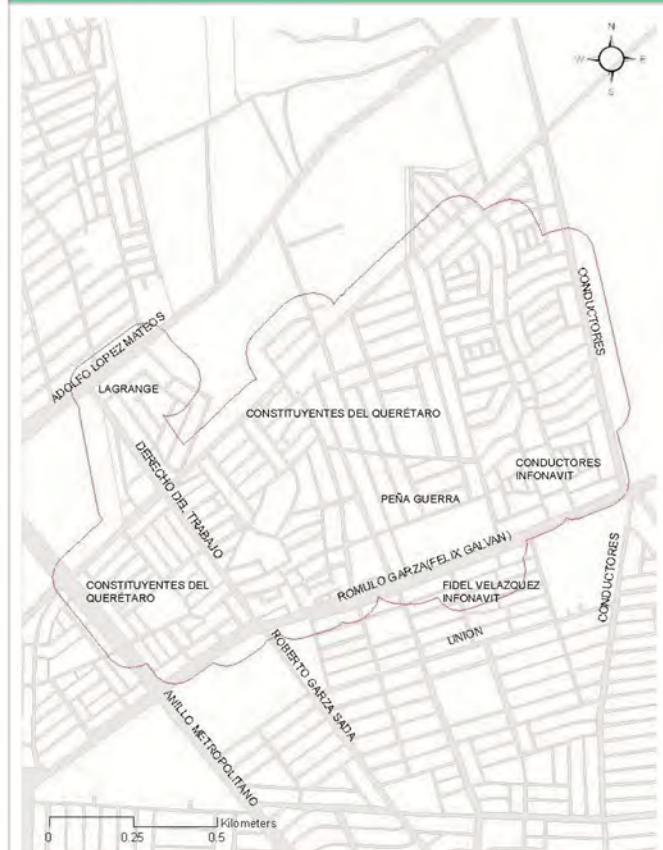 N
W
E
S
CONDUCTORES
ADOLFO LOPEZ MATEOS
LAGRANGE
CONSTITUYENTES DEL QUERÉTARO
DERECHO DEL TRABAJO
CONDUCTORES
INFONAVIT
PEÑA GUERRA
ROMULO GARZA(FELIX GALVAN)
CONSTITUYENTES DEL
QUERÉTARO
FIDEL VELAZQUEZ
INFONAVIT
CONDUCTORES
UNION
ROBERTO GARZA SADA
ANILLO METROPOLITANO
Kilometers
0
0.25
0.5